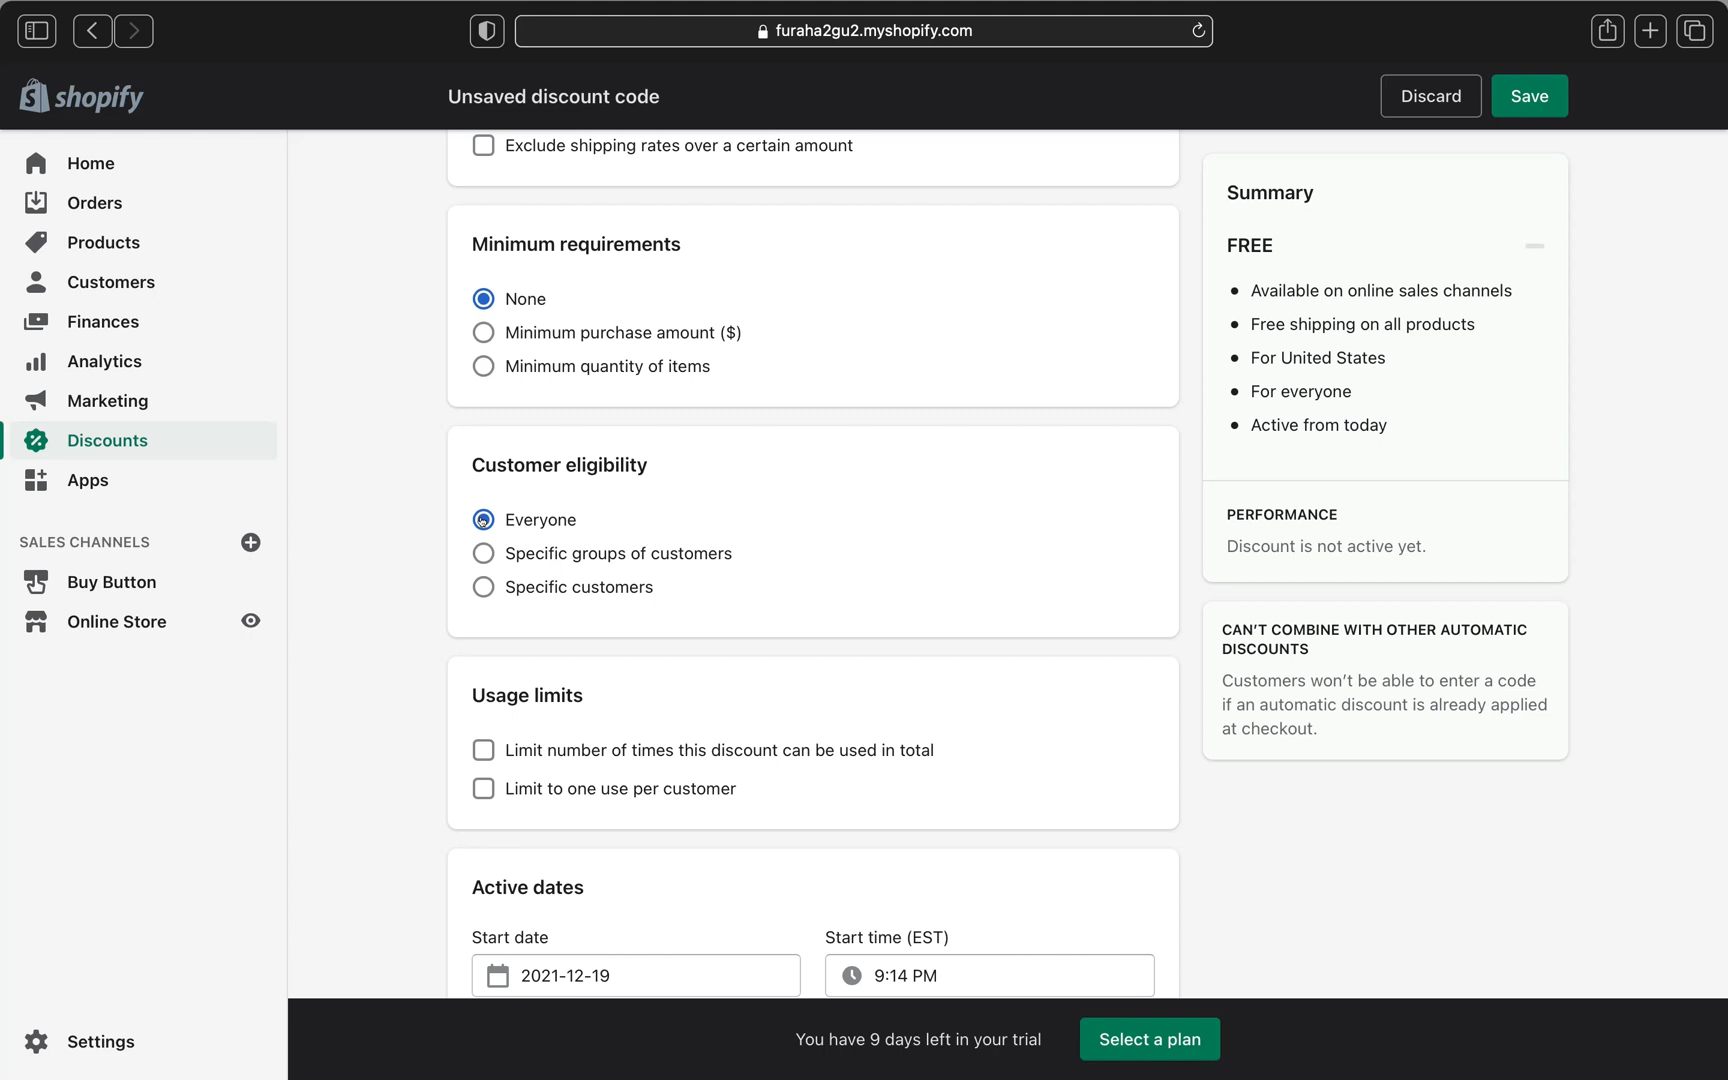 furaha2gu2.myshopify.com
shopify
Unsaved discount code
Discard
Save
Home
Orders
Products
Customers
Finances
Analytics
Marketing
Discounts
Apps
SALES CHANNELS
Buy Button
Online Store
Settings
Exclude shipping rates over a certain amount
Minimum requirements
None
Minimum purchase amount ($)
Minimum quantity of items
Customer eligibility
Everyone
Specific groups of customers
Specific customers
Usage limits
Limit number of times this discount can be used in total
Limit to one use per customer
Active dates
Start date
Start time (EST)
2021-12-19
9:14 PM
Summary
FREE
Available on online sales channels
Free shipping on all products
For United States
For everyone
Active from today
PERFORMANCE
Discount is not active yet.
CAN'T COMBINE WITH OTHER AUTOMATIC
DISCOUNTS
Customers won't be able to enter a code
if an automatic discount is already applied
at checkout.
You have 9 days left in your trial
Select a plan